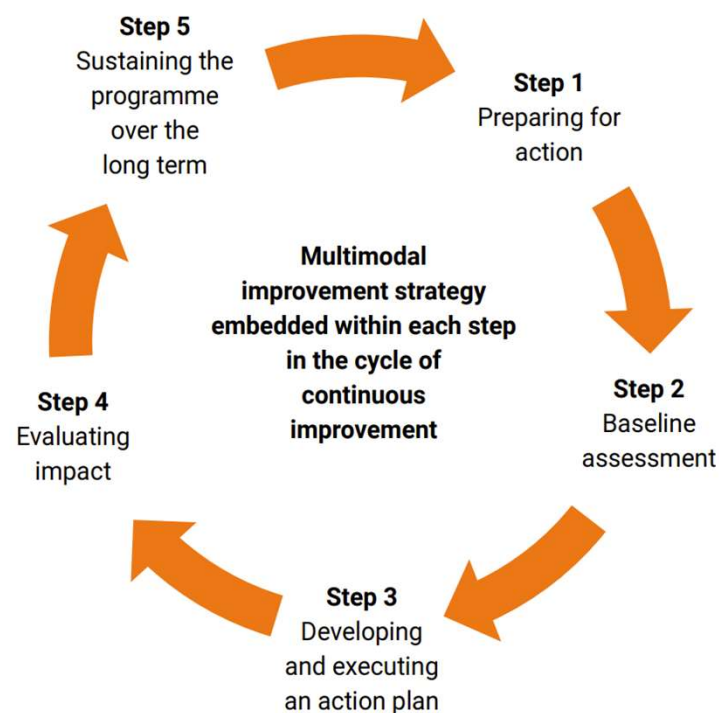 Step 5
Sustaining the
programme
over the
long term
Step 1
Preparing for
action
Multimodal
improvement strategy
embedded within each step
in the cycle of
continuous
improvement
Step 2
Baseline
assessment
Step 4
Evaluating
impact
Step 3
Developing
and executing
an action plan